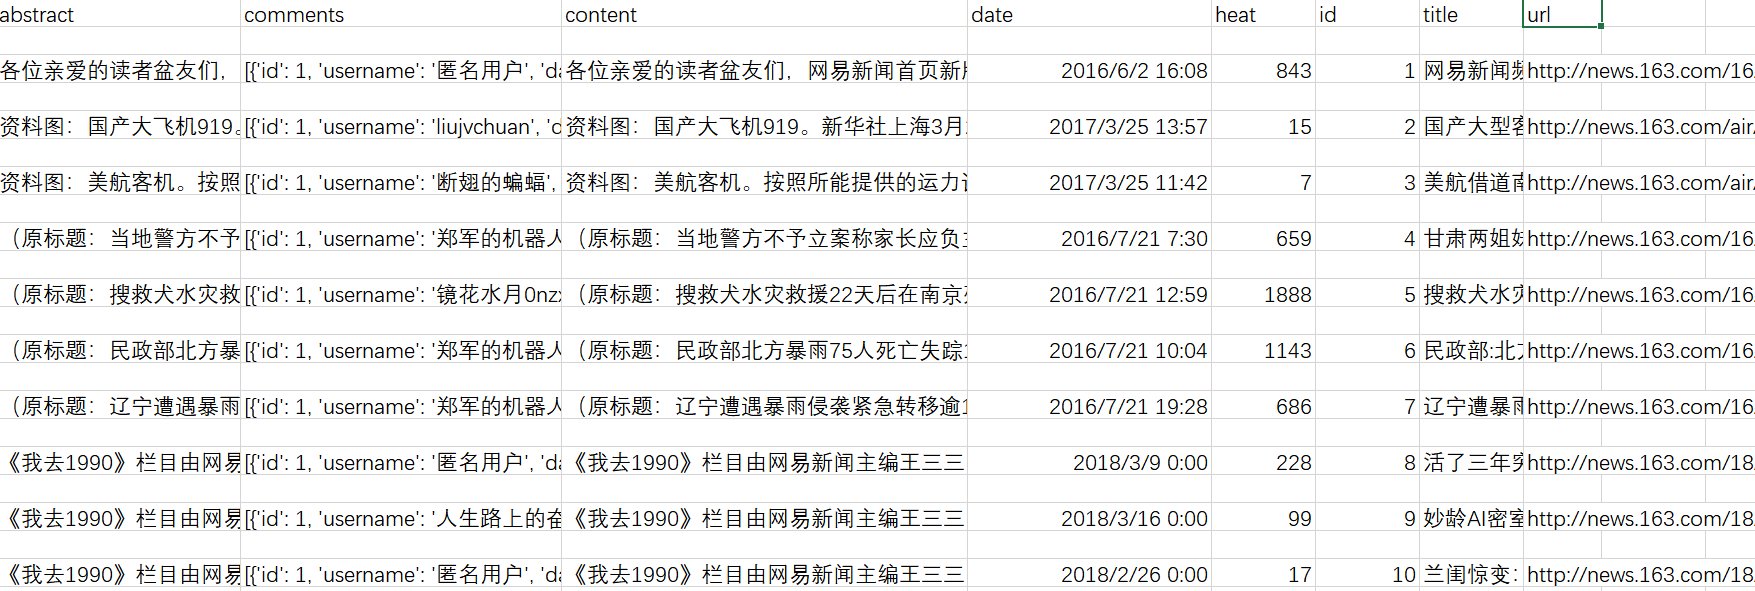 abstract comments content date heat id title url
各位亲爱的读者盆友们， [{'id': 1, 'username': '匿名用户', 'da 各位亲爱的读者盆友们，网易新闻首页新 2016/6/2 16:08 843 1 网易新闻频 http://news.163.com/16
资料图：国产大飞机919。 [{'id': 1, 'username': 'liujvchuan', 'd 资料图：国产大飞机919。新华社上海3月 2017/3/25 13:57 15 2 国产大型客 http://news.163.com/air
资料图：美航客机。按照 [{'id': 1, 'username': '断翅的蝙蝠', 资料图：美航客机。按照所能提供的运力 2017/3/25 11:42 7 3 美航借道南 http://news.163.com/air
（原标题：当地警方不予 [{'id': 1, 'username': '郑军的机器人 （原标题：当地警方不予立案称家长应负 2016/7/21 7:30 659 4 甘肃两姐妹 http://news.163.com/16
（原标题：搜救犬水灾救 [{'id': 1, 'username': '镜花水月0nzx （原标题：搜救犬水灾救援22天后在南京 2016/7/21 12:59 1888 5 搜救犬水灾 http://news.163.com/16
（原标题：民政部北方暴 [{'id': 1, 'username': '郑军的机器人 （原标题：民政部北方暴雨75人死亡失踪 2016/7/21 10:04 1143 6 民政部:北方 http://news.163.com/16
（原标题：辽宁遭遇暴雨 [{'id': 1, 'username': '郑军的机器人 （原标题：辽宁遭遇暴雨侵袭紧急转移逾1 2016/7/21 19:28 686 7 辽宁遭暴雨 http://news.163.com/16
《我去1990》栏目由网易 [{'id': 1, 'username': '匿名用户', 'da 《我去1990》栏目由网易新闻主编王三三 2018/3/9 0:00 228 8 活了三年突 http://news.163.com/18
《我去1990》栏目由网易 [{'id': 1, 'username': '人生路上的奋 《我去1990》栏目由网易新闻主编王三三 2018/3/16 0:00 99 9 妙龄AI密室 http://news.163.com/18
《我去1990》栏目由网易 [{'id': 1, 'username': '匿名用户', 'da 《我去1990》栏目由网易新闻主编王三三 2018/2/26 0:00 17 10 兰闺惊变： http://news.163.com/18